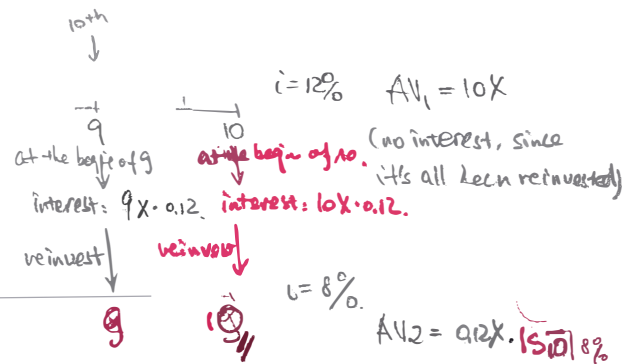 10th
i=12% AV₁ = 10X
9 10
at the begin of 9 at the begin of 10. (no interest, since
it's all been reinvested)
interest: 9X·0.12. interest: 10X·0.12.
reinvest reinvest
i=8%.
9 10
AV2 = 0.12X·IS10| 8%